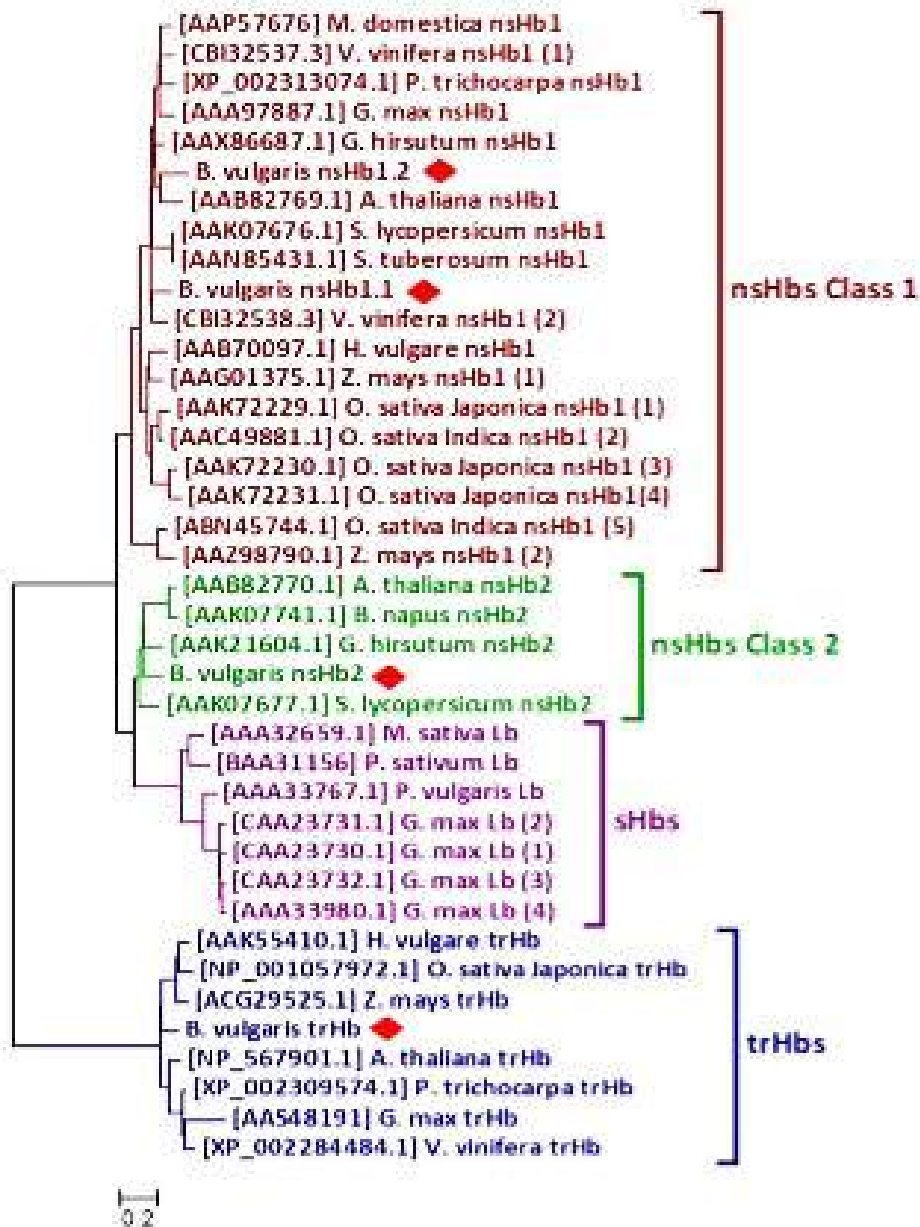 [AAP57676] M. domestica nsHb1
[CBI32537.3] V. vinifera nsHb1 (1)
[XP_002313074.1] P. trichocarpa nsHb1
[AAA97887.1] G. max nsHb1
[AAX86687.1] G. hirsutum nsHb1
B. vulgaris nsHb1.2
[AAB82769.1] A. thaliana nsHb1
[AAK07676.1] S. lycopersicum nsHb1
[AAN85431.1] S. tuberosum nsHb1
B. vulgaris nsHb1.1
nsHbs Class 1
[CBI32538.3] V. vinifera nsHb1 (2)
[AAB70097.1] H. vulgare nsHb1
[AAG01375.1] Z. mays nsHb1 (1)
[AAK72229.1] O. sativa Japonica nsHb1 (1)
[AAC49881.1] O. sativa Indica nsHb1 (2)
[AAK72230.1] O. sativa Japonica nsHb1 (3)
[AAK72231.1] O. sativa Japonica nsHb1(4)
[ABN45744.1] O. sativa Indica nsHb1 (5)
[AAZ98790.1] Z. mays nsHb1 (2)
[AAB82770.1] A. thaliana nsHb2
[AAK07741.1] B. napus nsHb2
[AAK21604.1] G. hirsutum nsHb2
nsHbs Class 2
B. vulgaris nsHb2
[AAK07677.1] S. lycopersicum nsHb2
[AAA32659.1] M. sativa Lb
[BAA31156] P. sativum Lb
[AAA33767.1] P. vulgaris Lb
[CAA23731.1] G. max Lb (2)
sHbs
[CAA23730.1] G. max Lb (1)
[CAA23732.1] G. max Lb (3)
[AAA33980.1] G. max Lb (4)
[AAK55410.1] H. vulgare trHb
[NP_001057972.1] O. sativa Japonica trHb
[ACG29525.1] Z. mays trHb
B. vulgaris trHb
trHbs
[NP_567901.1] A. thaliana trHb
[XP_002309574.1] P. trichocarpa trHb
[AAS48191] G. max trHb
[XP_002284484.1] V. vinifera trHb
0.2